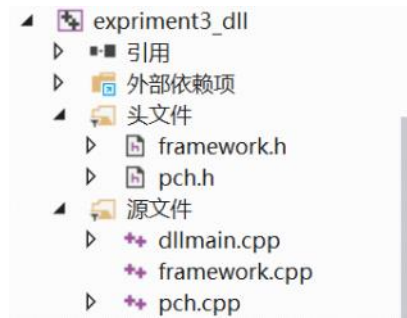 expriment3_dll
引用
外部依赖项
头文件
framework.h
pch.h
源文件
dllmain.cpp
framework.cpp
pch.cpp